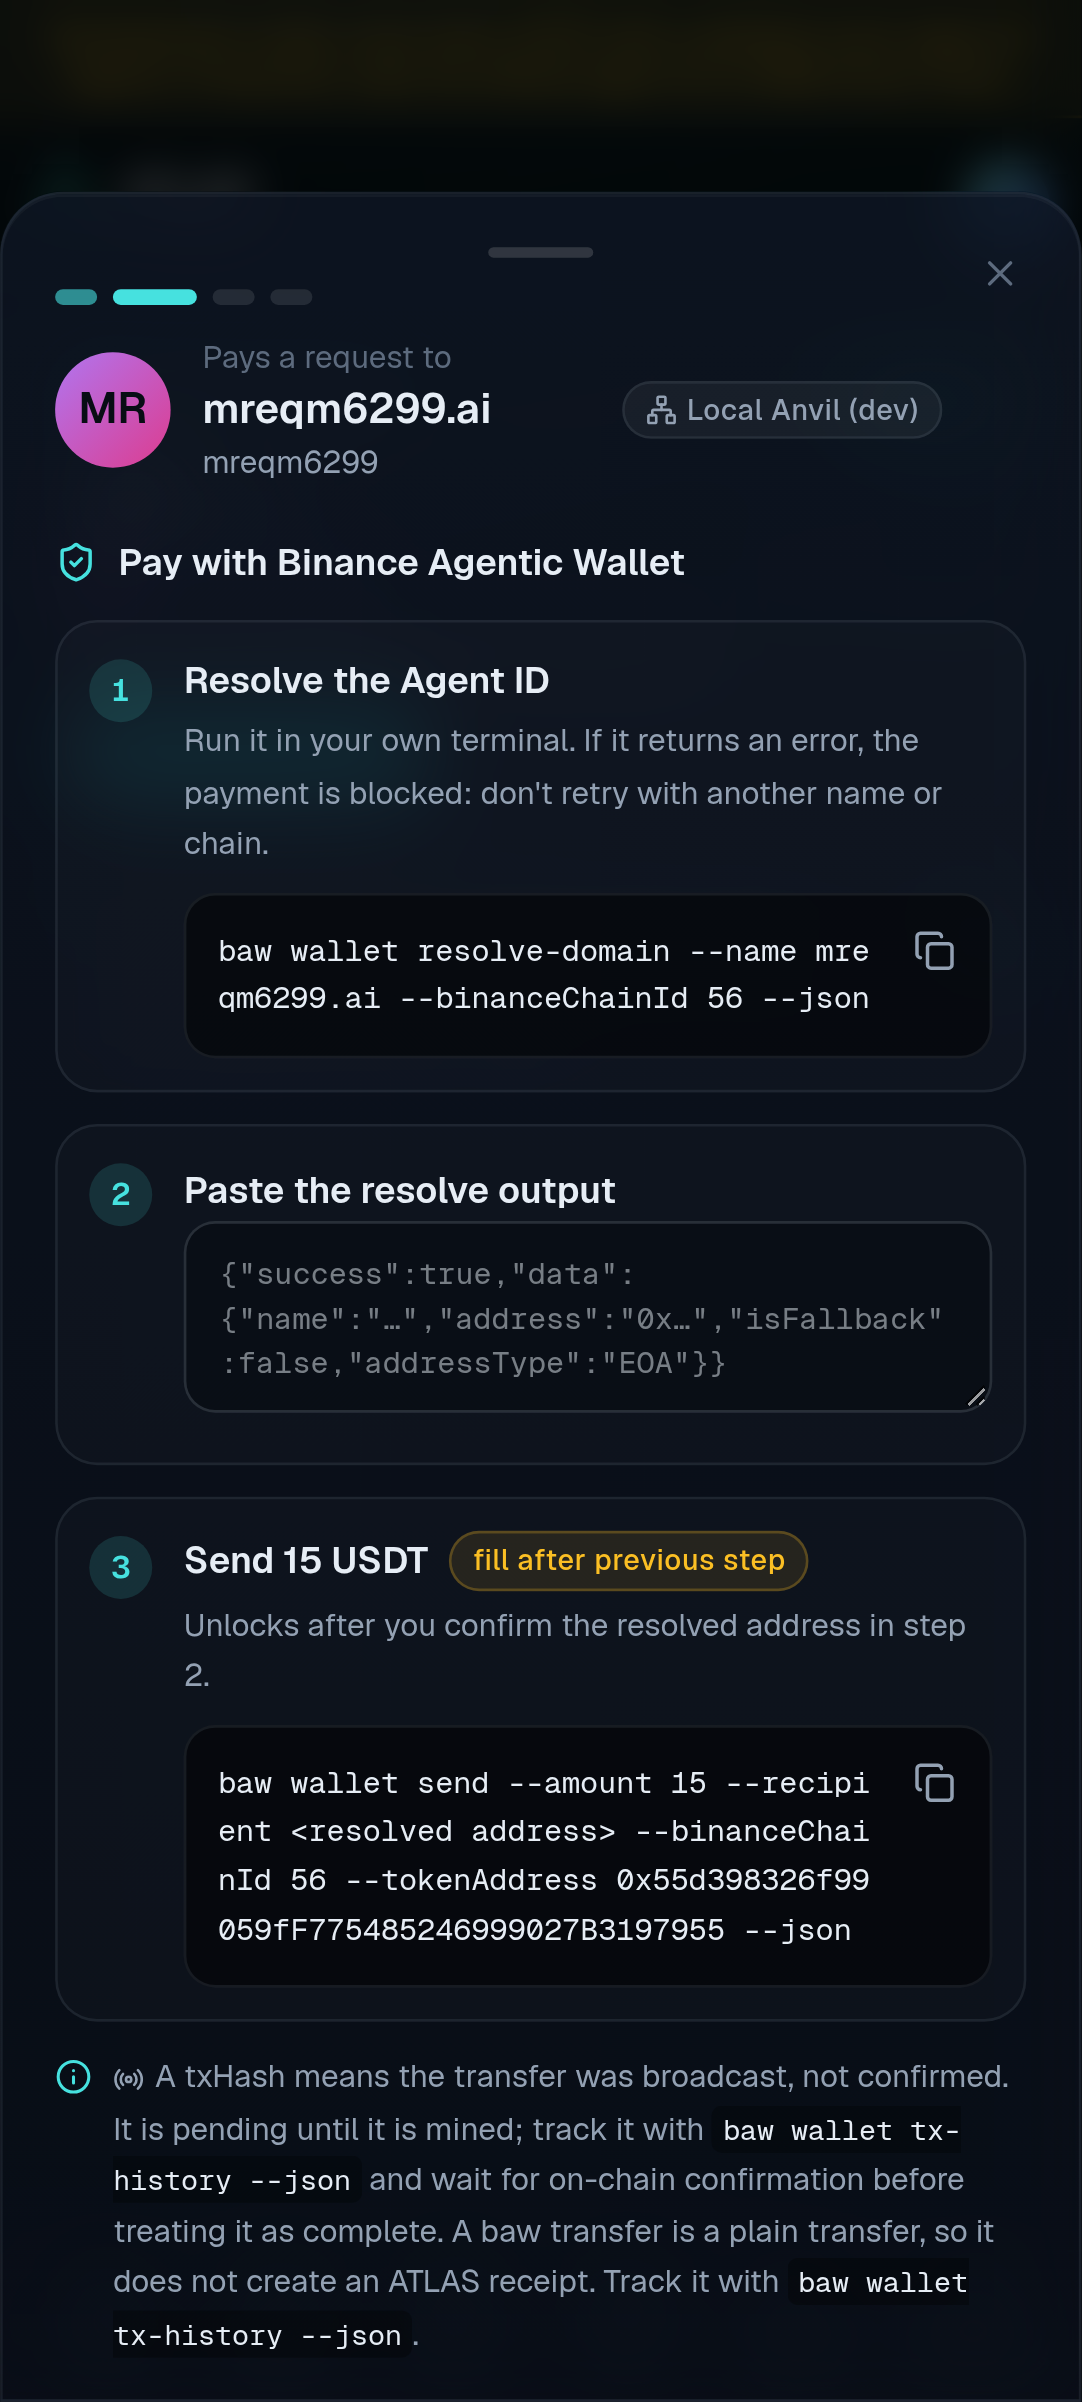 Pays a request to
MR
mreqm6299.ai
Local Anvil (dev)
mreqm6299
Pay with Binance Agentic Wallet
1
Resolve the Agent ID
Run it in your own terminal. If it returns an error, the
payment is blocked: don't retry with another name or
chain.
baw wallet resolve-domain --name mre
qm6299.ai --binanceChainId 56 --json
2
Paste the resolve output
{"success":true,"data":
{"name":"…","address":"0x…","isFallback"
:false,"addressType":"EOA"}}
3
Send 15 USDT
fill after previous step
Unlocks after you confirm the resolved address in step
2.
baw wallet send --amount 15 --recipi
ent <resolved address> --binanceChai
nId 56 --tokenAddress 0x55d398326f99
059fF775485246999027B3197955 --json
A txHash means the transfer was broadcast, not confirmed.
It is pending until it is mined; track it with baw wallet tx-
history --json and wait for on-chain confirmation before
treating it as complete. A baw transfer is a plain transfer, so it
does not create an ATLAS receipt. Track it with baw wallet
tx-history --json.